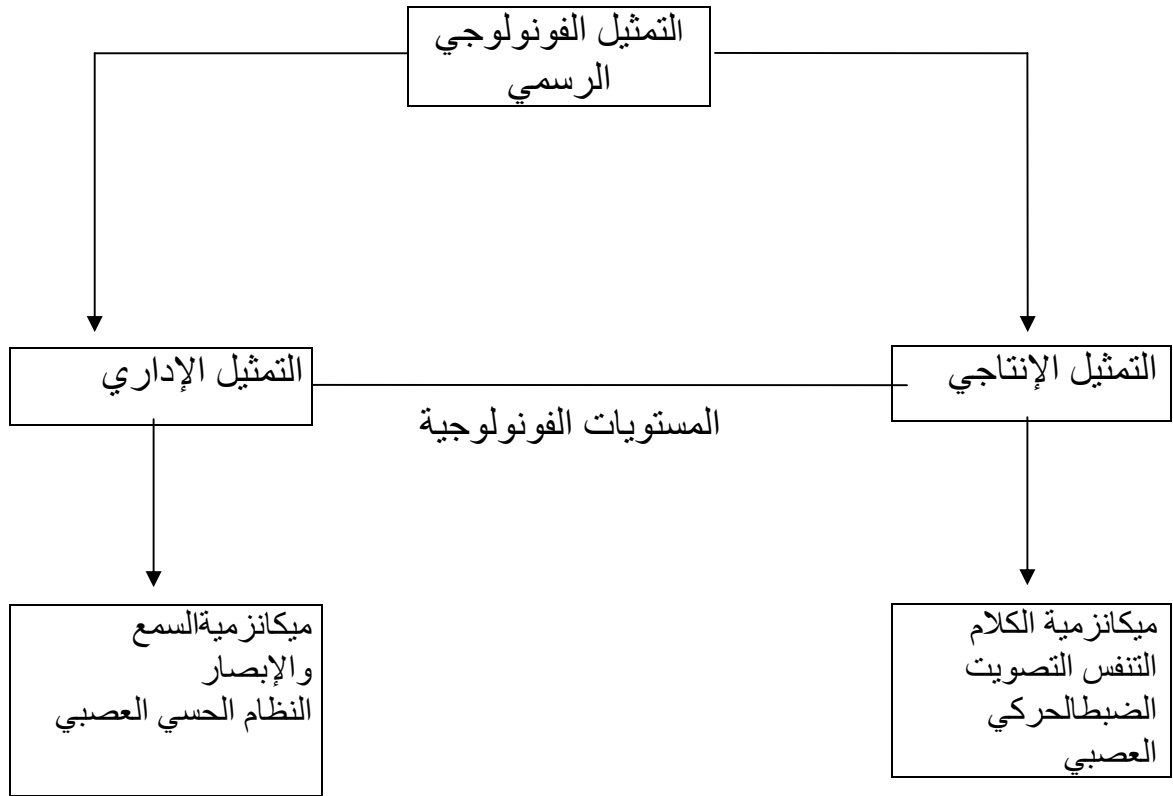 التمثيل الفونولوجي
الرسمي
التمثيل الإنتاجي
التمثيل الإداري
المستويات الفونولوجية
ميكانزمية الكلام
التنفس التصويت
الضبطالحركي
العصبي
ميكانزميةالسمع
والإبصار
النظام الحسي العصبي